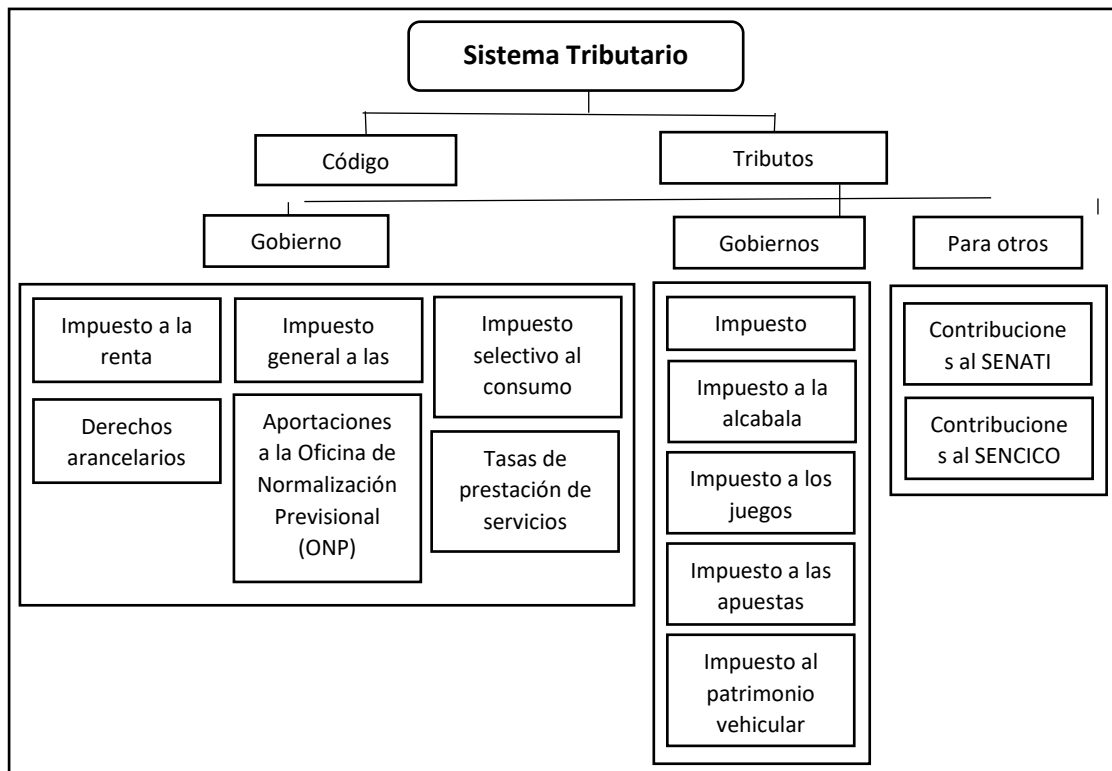 Sistema Tributario
Código
Tributos
Gobierno
Gobiernos
Para otros
Impuesto a la
renta
Impuesto
general a las
Impuesto
selectivo al
consumo
Derechos
arancelarios
Aportaciones
a la Oficina de
Normalización
Previsional
(ONP)
Tasas de
prestación de
servicios
Impuesto
Impuesto a la
alcabala
Impuesto a los
juegos
Impuesto a las
apuestas
Impuesto al
patrimonio
vehicular
Contribucione
s al SENATI
Contribucione
s al SENCICO